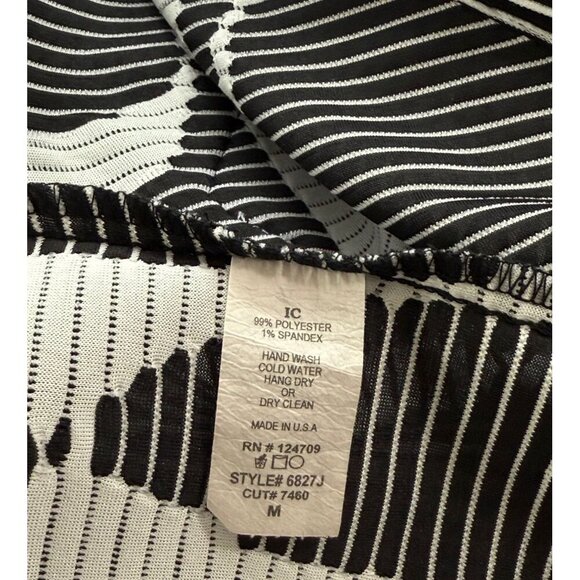 IC
99% POLYESTER
1% SPANDEX
HAND WASH
COLD WATER
HANG DRY
OR
DRY CLEAN
MADE IN U.S.A
RN # 124709
STYLE# 6827J
CUT# 7460
M